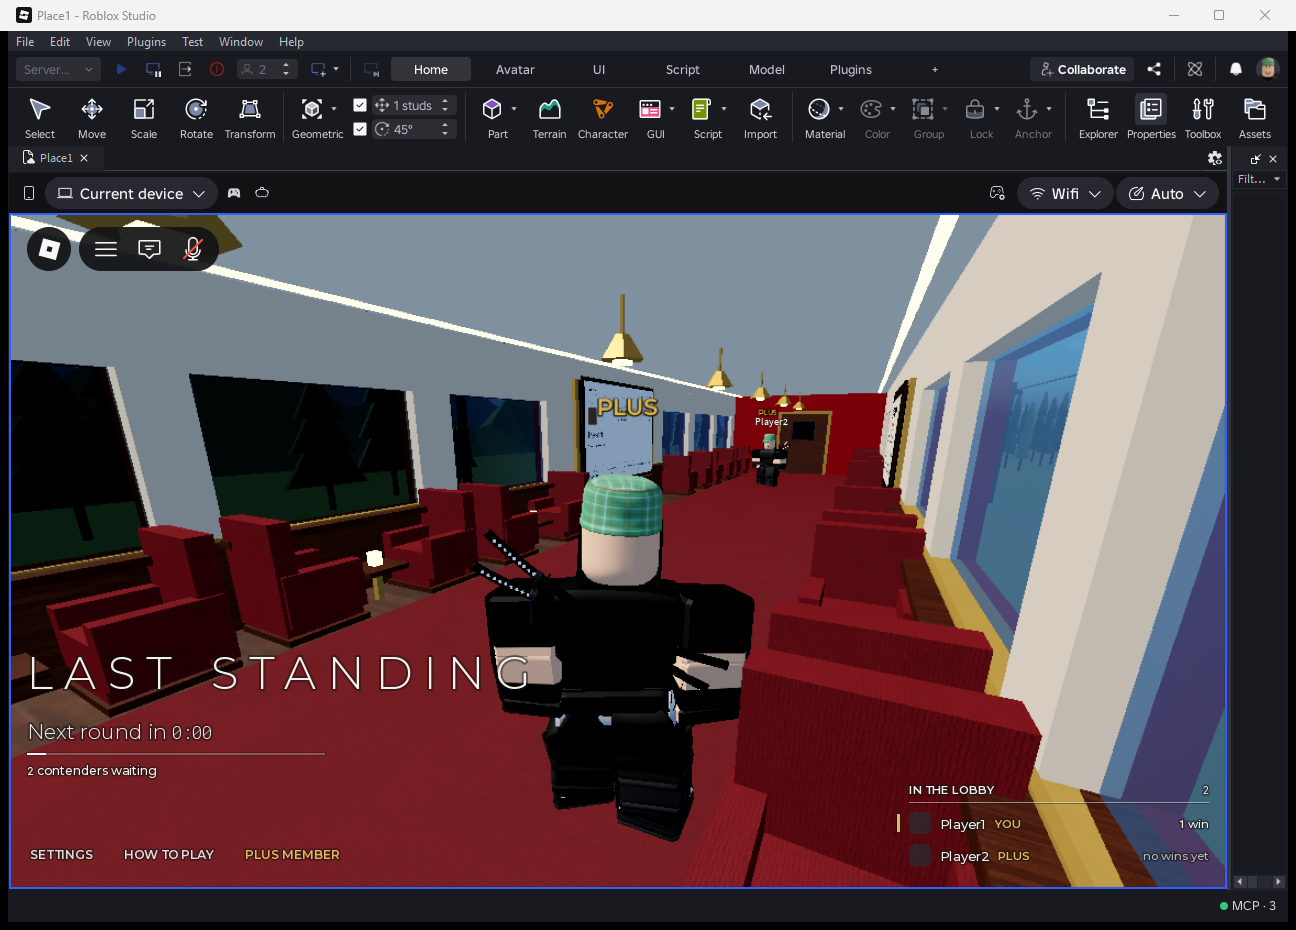 Place1 - Roblox Studio
File Edit View Plugins Test Window Help
Server... 2 Home Avatar UI Script Model Plugins + Collaborate
1 studs
45°
Select Move Scale Rotate Transform Geometric Part Terrain Character GUI Script Import Material Color Group Lock Anchor Explorer Properties Toolbox Assets
Place1
Filt...
Current device Wifi Auto
PLUS
PLUS
Player2
LAST STANDING
Next round in 0:00
2 contenders waiting
SETTINGS HOW TO PLAY PLUS MEMBER
IN THE LOBBY 2
Player1 YOU 1 win
Player2 PLUS no wins yet
MCP · 3